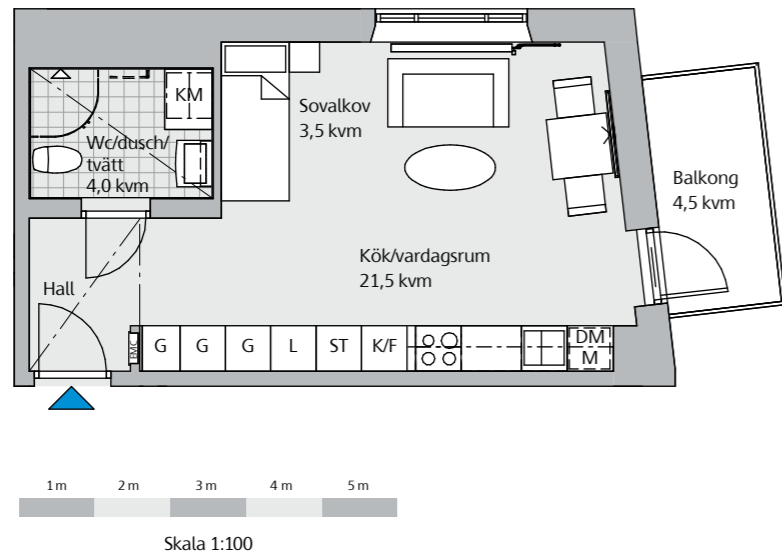 KM
Wc/dusch/
tvätt
4,0 kvm
Sovalkov
3,5 kvm
Balkong
4,5 kvm
Kök/vardagsrum
21,5 kvm
Hall
EMC
G
G
G
L
ST
K/F
DM
M
1 m
2 m
3 m
4 m
5 m
Skala 1:100